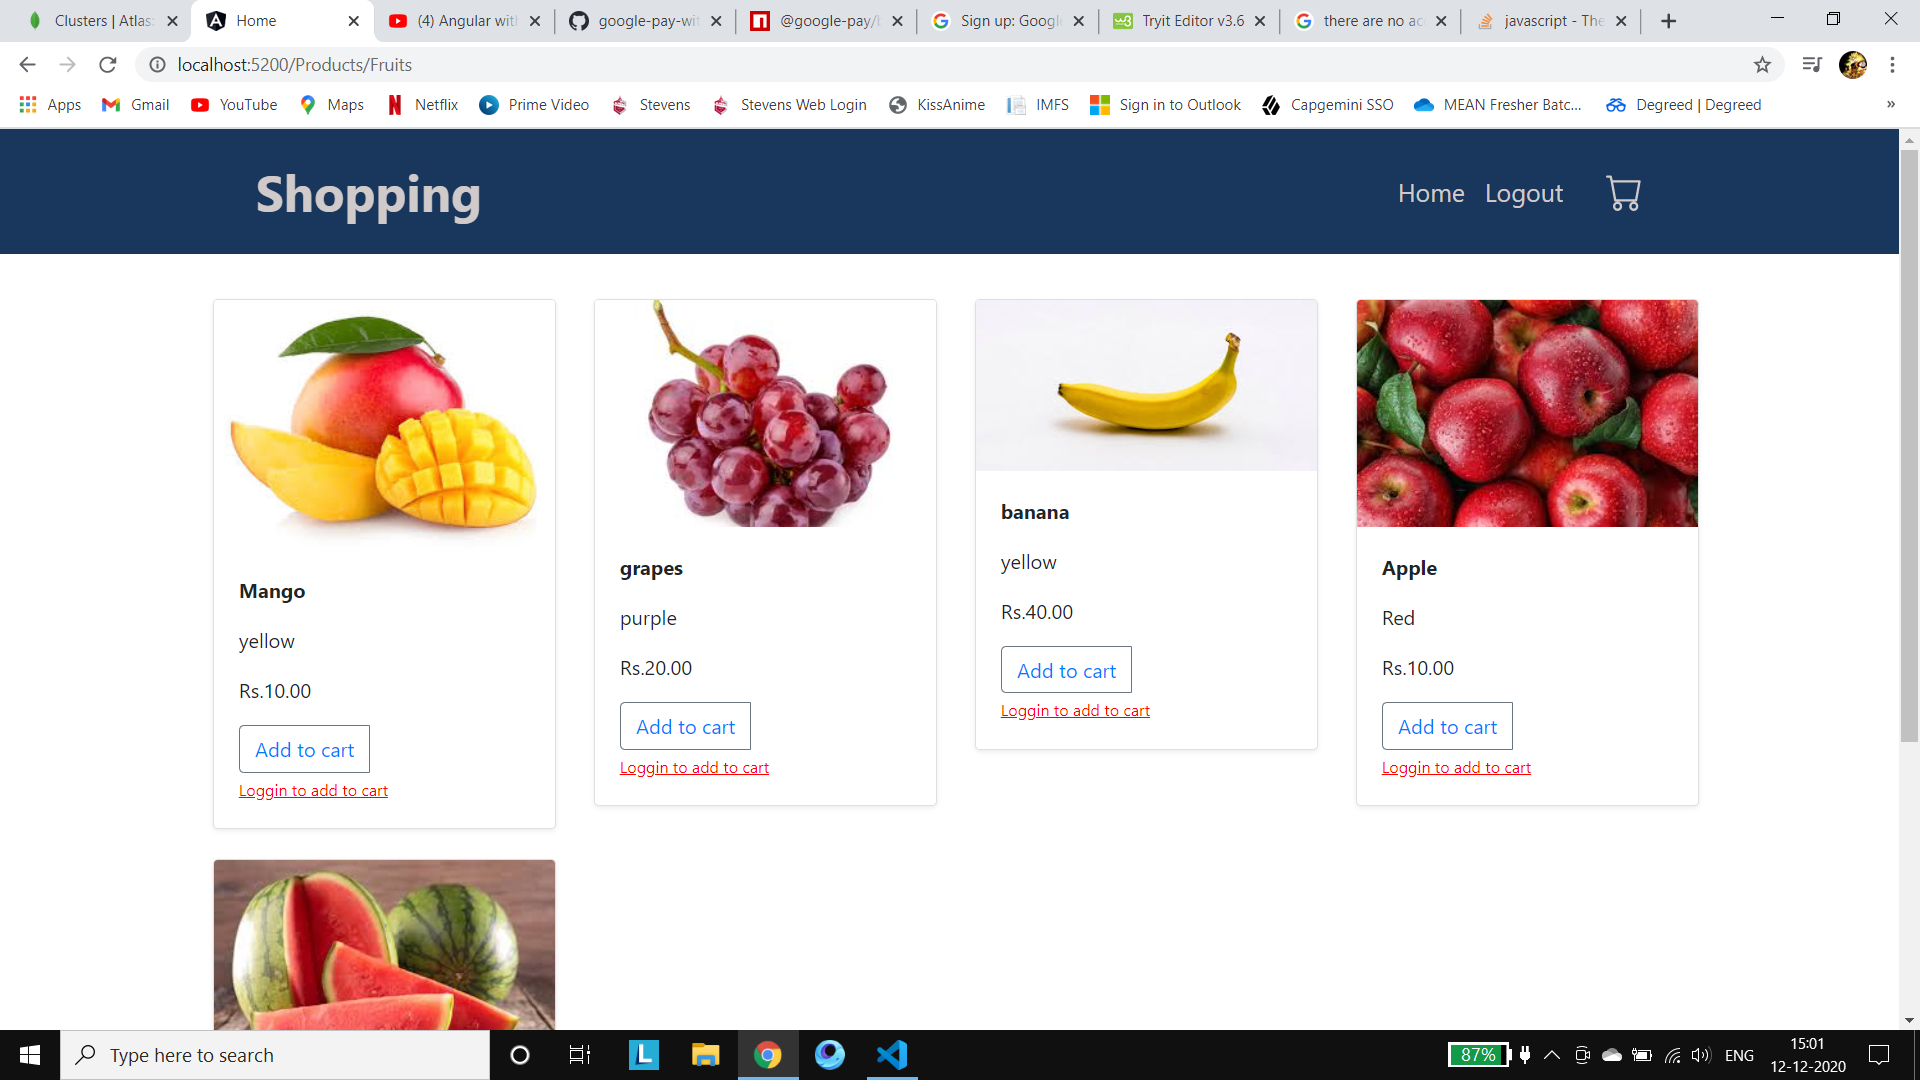 Clusters | Atlas:
Home
(4) Angular with
google-pay-wit
@google-pay/b
Sign up: Google
Tryit Editor v3.6
there are no acc
javascript - The
localhost:5200/Products/Fruits
Apps
Gmail
YouTube
Maps
Netflix
Prime Video
Stevens
Stevens Web Login
KissAnime
IMFS
Sign in to Outlook
Capgemini SSO
MEAN Fresher Batc...
Degreed | Degreed
»
Shopping
Home
Logout
Mango
yellow
Rs.10.00
Add to cart
Loggin to add to cart
grapes
purple
Rs.20.00
Add to cart
Loggin to add to cart
banana
yellow
Rs.40.00
Add to cart
Loggin to add to cart
Apple
Red
Rs.10.00
Add to cart
Loggin to add to cart
Type here to search
L
87%
ENG
15:01
12-12-2020